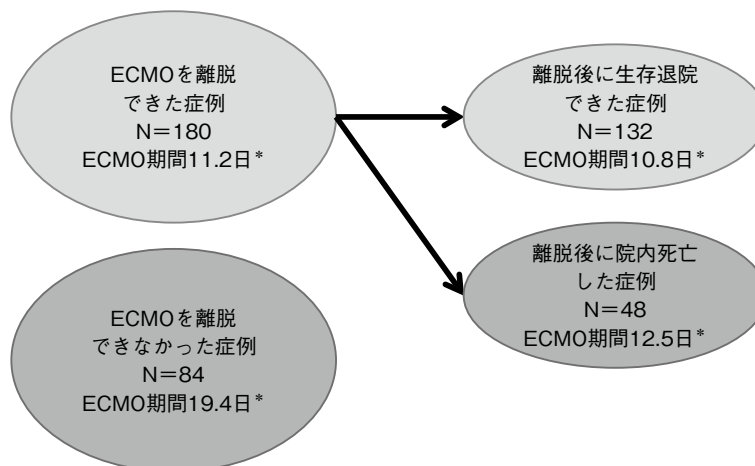 ECMOを離脱
できた症例
N＝180
ECMO期間11.2日*
離脱後に生存退院
できた症例
N＝132
ECMO期間10.8日*
ECMOを離脱
できなかった症例
N＝84
ECMO期間19.4日*
離脱後に院内死亡
した症例
N＝48
ECMO期間12.5日*